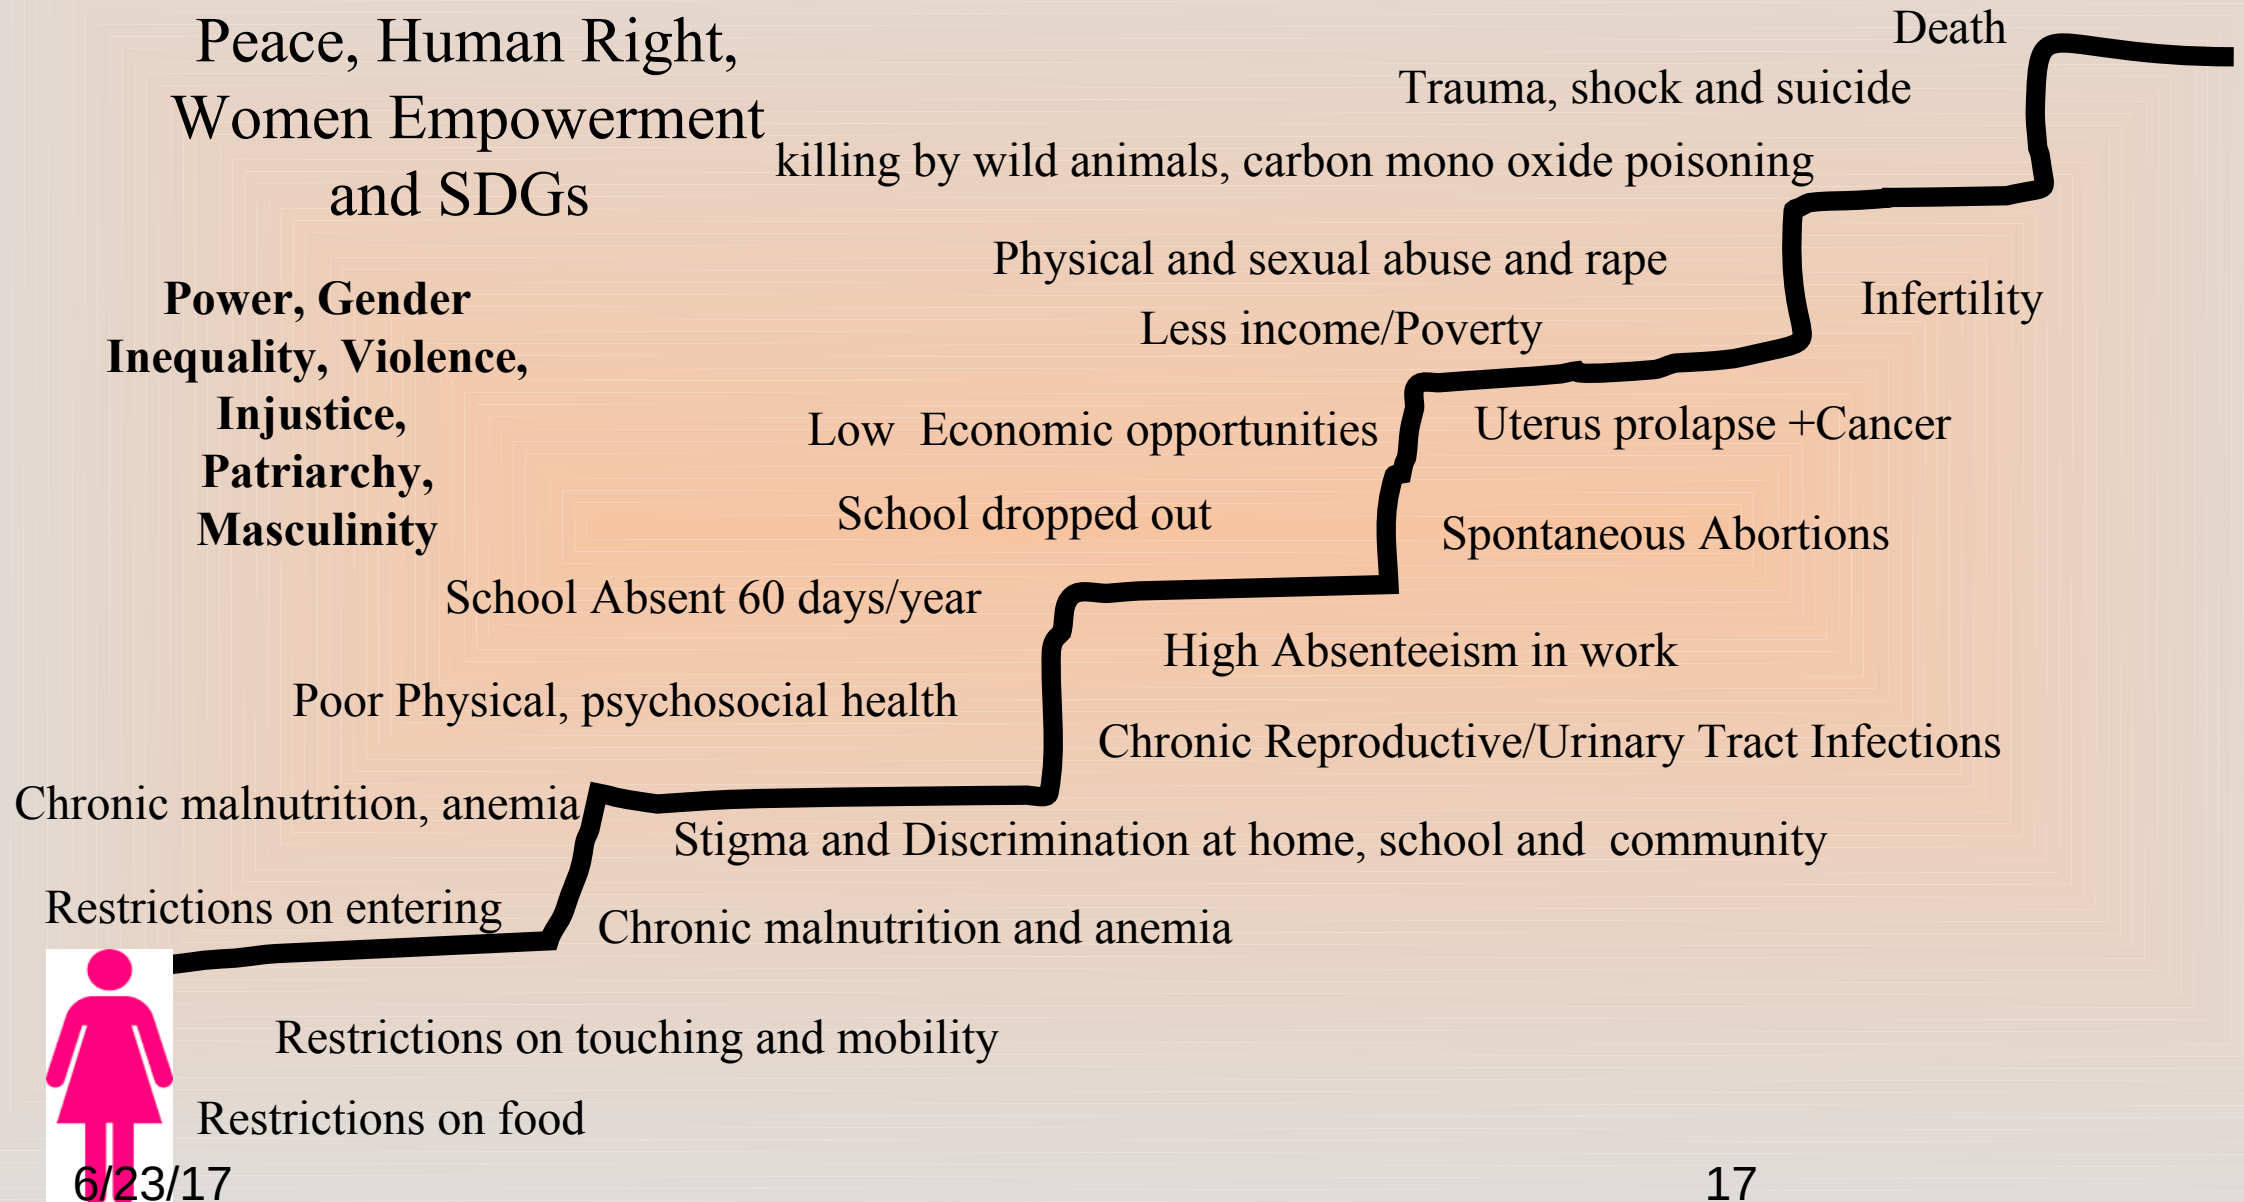 Peace, Human Right,
Women Empowerment
and SDGs
Power, Gender
Inequality, Violence,
Injustice,
Patriarchy,
Masculinity
Death
Trauma, shock and suicide
killing by wild animals, carbon mono oxide poisoning
Physical and sexual abuse and rape
Infertility
Less income/Poverty
Low  Economic opportunities
Uterus prolapse +Cancer
School dropped out
Spontaneous Abortions
School Absent 60 days/year
High Absenteeism in work
Poor Physical, psychosocial health
Chronic Reproductive/Urinary Tract Infections
Chronic malnutrition, anemia
Stigma and Discrimination at home, school and  community
Restrictions on entering
Chronic malnutrition and anemia
Restrictions on touching and mobility
Restrictions on food
6/23/17
17